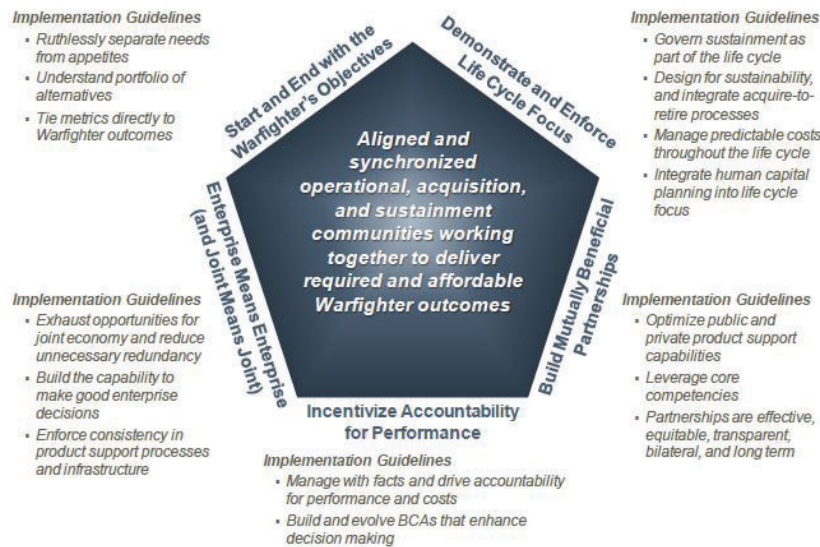 Implementation Guidelines
• Ruthlessly separate needs
from appetites
• Understand portfolio of
alternatives
• Tie metrics directly to
Warfighter outcomes
Start and End with the
Warfighter's Objectives
Demonstrate and Enforce
Life Cycle Focus
Implementation Guidelines
• Govern sustainment as
part of the life cycle
• Design for sustainability,
and integrate acquire-to-
retire processes
• Manage predictable costs
throughout the life cycle
• Integrate human capital
planning into life cycle
focus
Aligned and
synchronized
operational, acquisition,
and sustainment
communities working
together to deliver
required and affordable
Warfighter outcomes
Enterprise Means Enterprise
(and Joint Means Joint)
Build Mutually Beneficial
Partnerships
Implementation Guidelines
• Exhaust opportunities for
joint economy and reduce
unnecessary redundancy
• Build the capability to
make good enterprise
decisions
• Enforce consistency in
product support processes
and infrastructure
Implementation Guidelines
• Optimize public and
private product support
capabilities
• Leverage core
competencies
• Partnerships are effective,
equitable, transparent,
bilateral, and long term
Incentivize Accountability
for Performance
Implementation Guidelines
• Manage with facts and drive accountability
for performance and costs
• Build and evolve BCAs that enhance
decision making